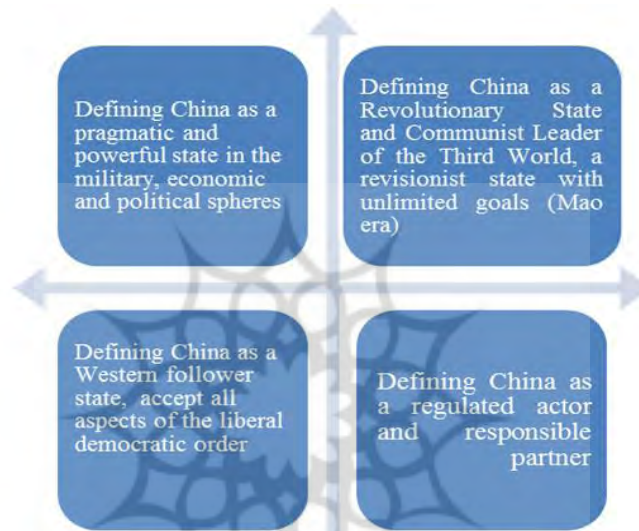 Defining China as a
pragmatic and
powerful state in the
military, economic
and political spheres
Defining China as a
Revolutionary State
and Communist Leader
of the Third World, a
revisionist state with
unlimited goals (Mao
era)
Defining China as a
Western follower
state, accept all
aspects of the liberal
democratic order
Defining China as
a regulated actor
and responsible
partner